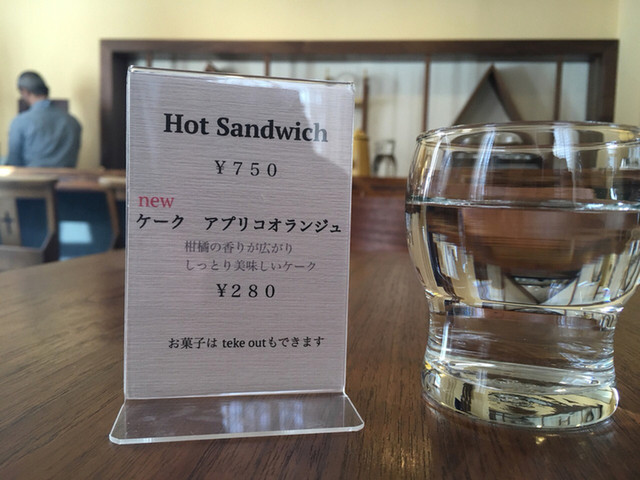 Hot Sandwich
¥750
new
ケーク アプリコオランジュ
柑橘の香りが広がり
しっとり美味しいケーク
¥280
お菓子は teke outもできます